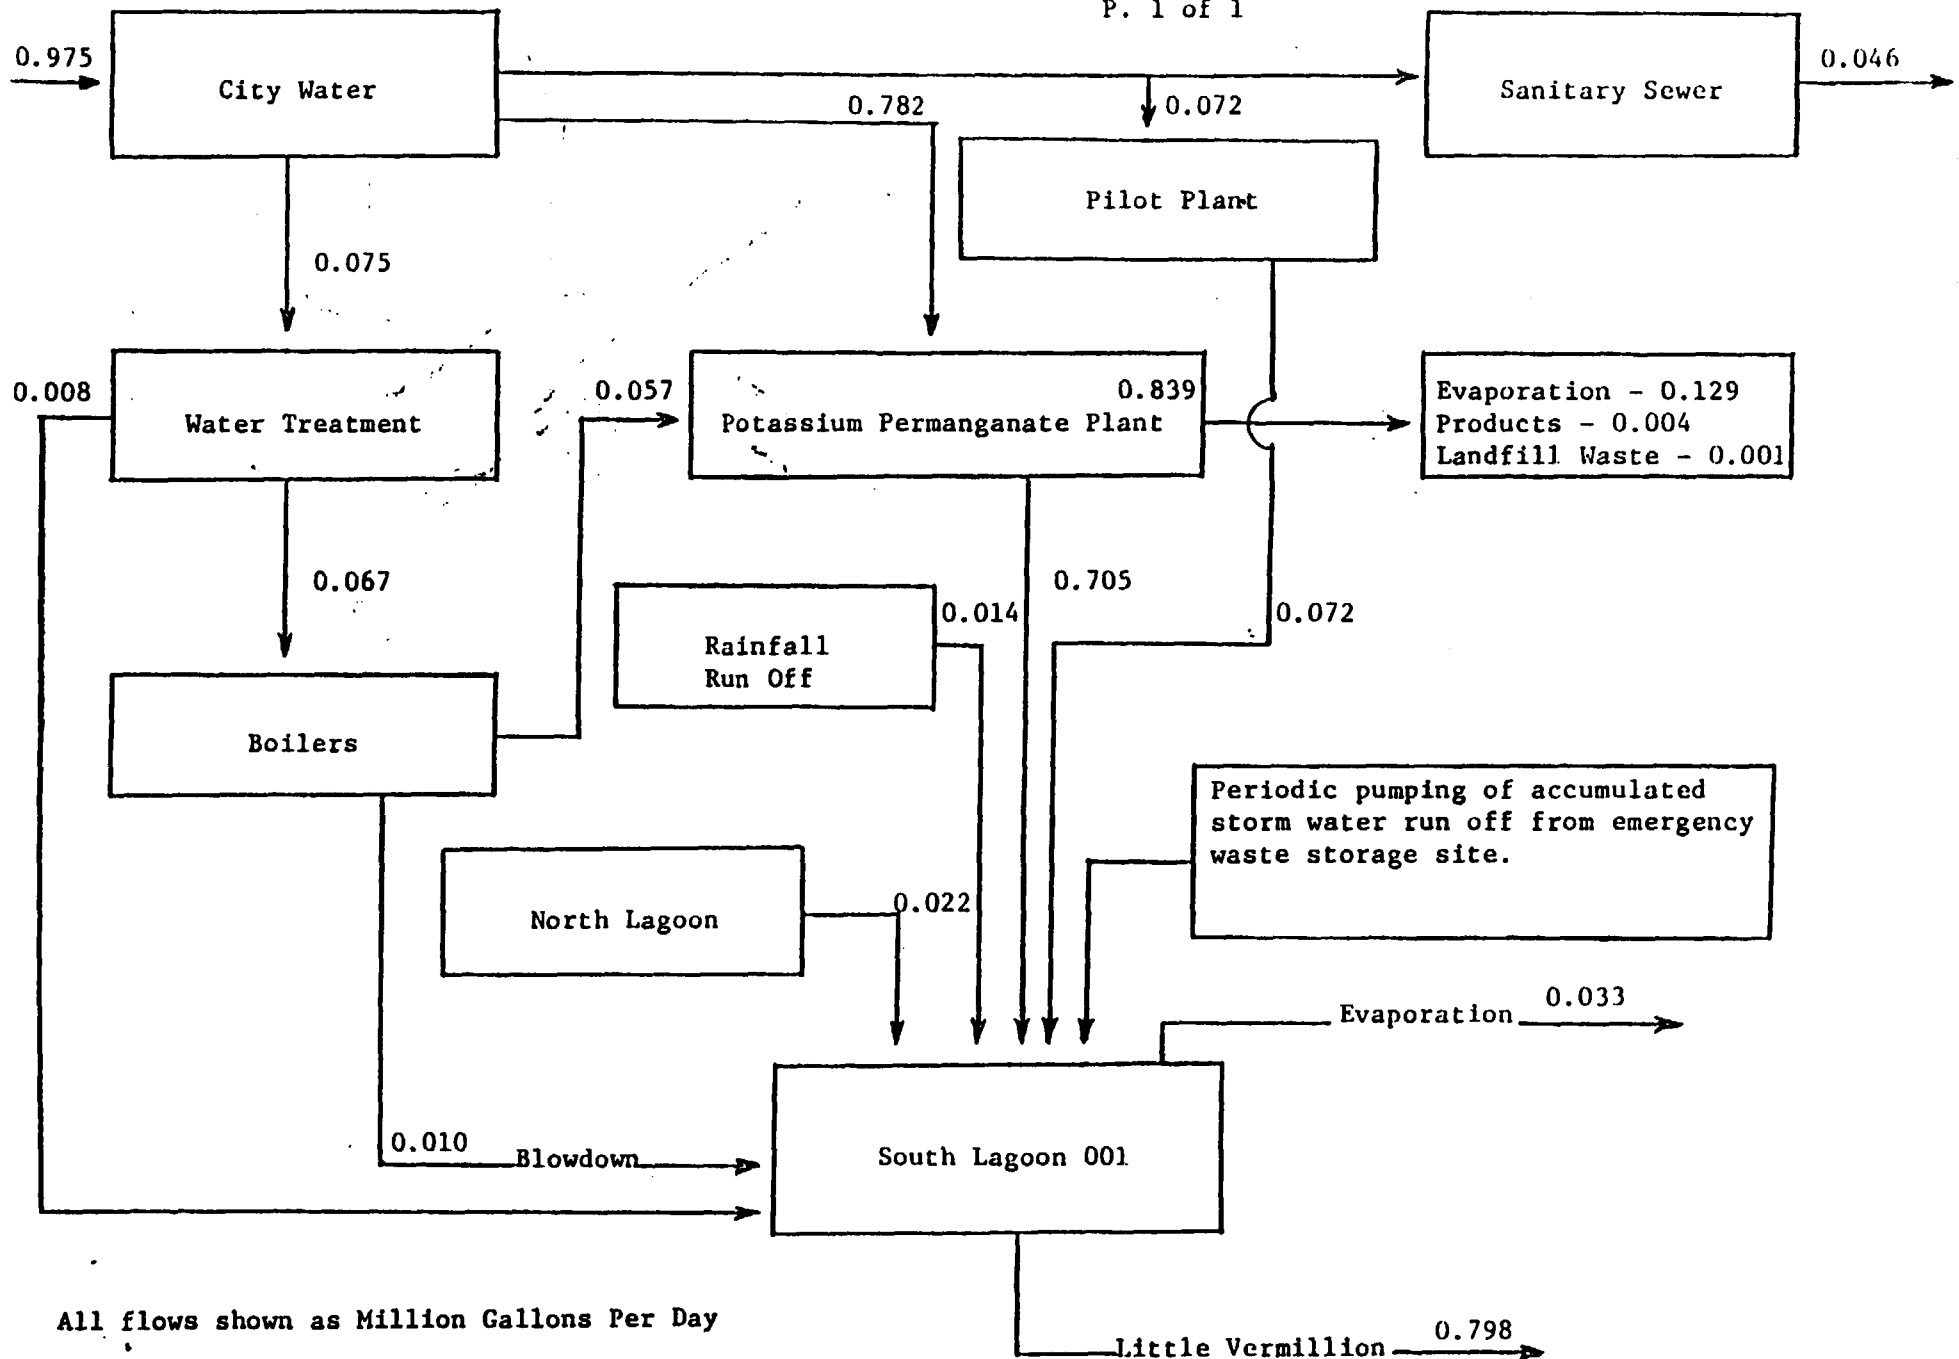 P. 1 of 1
0.975
City Water
Sanitary Sewer
0.046
0.782
0.072
Pilot Plant
0.075
0.008
Water Treatment
0.057
0.839
Potassium Permanganate Plant
Evaporation - 0.129
Products - 0.004
Landfill Waste - 0.001
0.067
Rainfall
Run Off
0.014
0.705
0.072
Boilers
Periodic pumping of accumulated
storm water run off from emergency
waste storage site.
North Lagoon
0.022
Evaporation
0.033
0.010
Blowdown
South Lagoon 001
All flows shown as Million Gallons Per Day
Little Vermillion
0.798